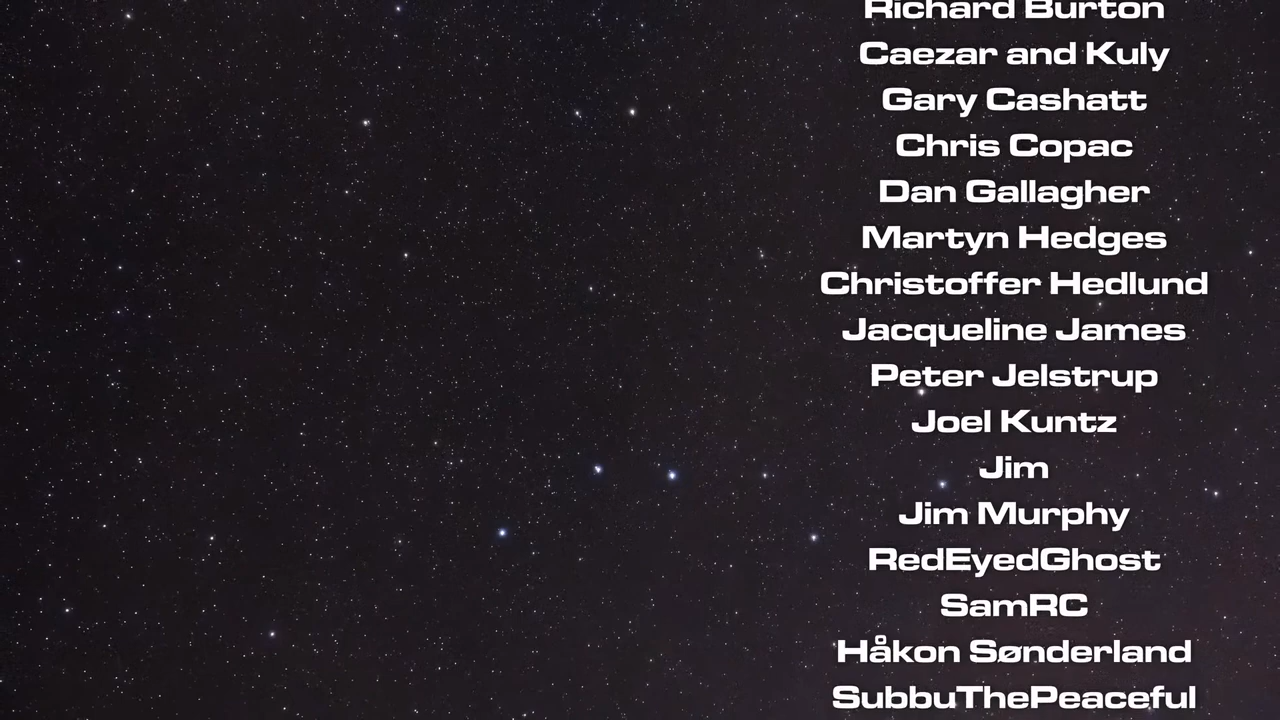 Richard Burton
Caezar and Kuly
Gary Cashatt
Chris Copac
Dan Gallagher
Martyn Hedges
Christoffer Hedlund
Jacqueline James
Peter Jelstrup
Joel Kuntz
Jim
Jim Murphy
RedEyedGhost
SamRC
Håkon Sønderland
SubbuThePeaceful